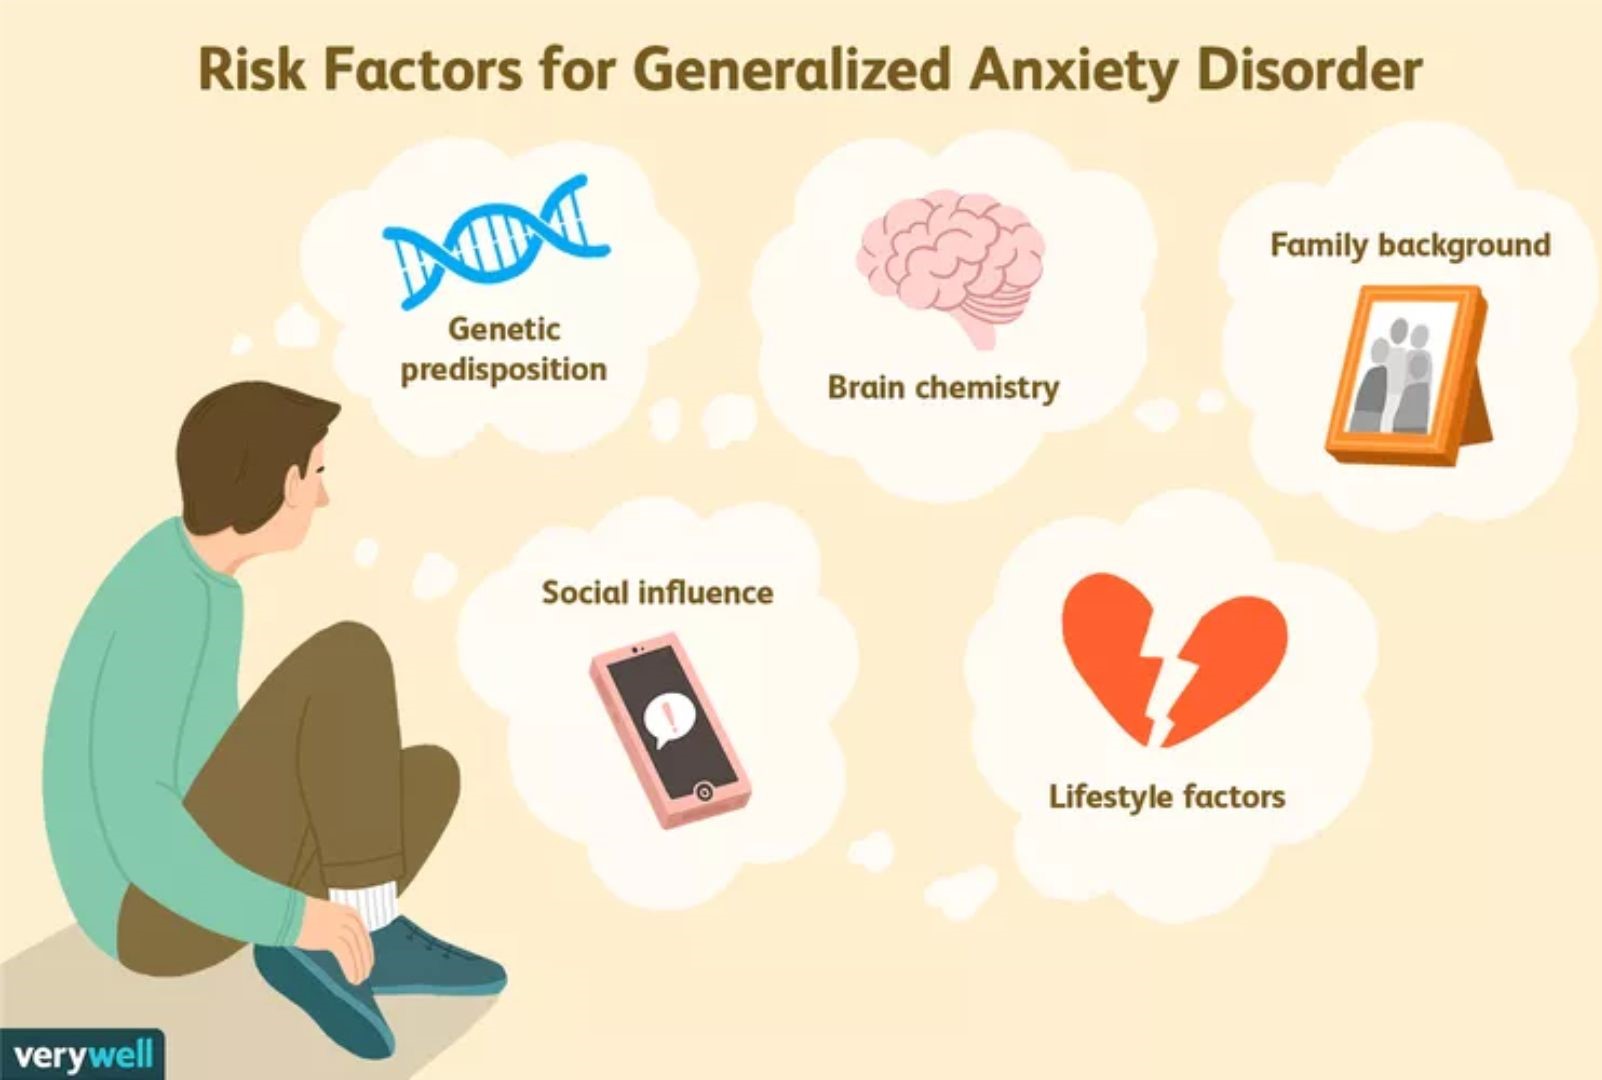 Risk Factors for Generalized Anxiety Disorder
Genetic
predisposition
Brain chemistry
Family background
Social influence
!
Lifestyle factors
verywell